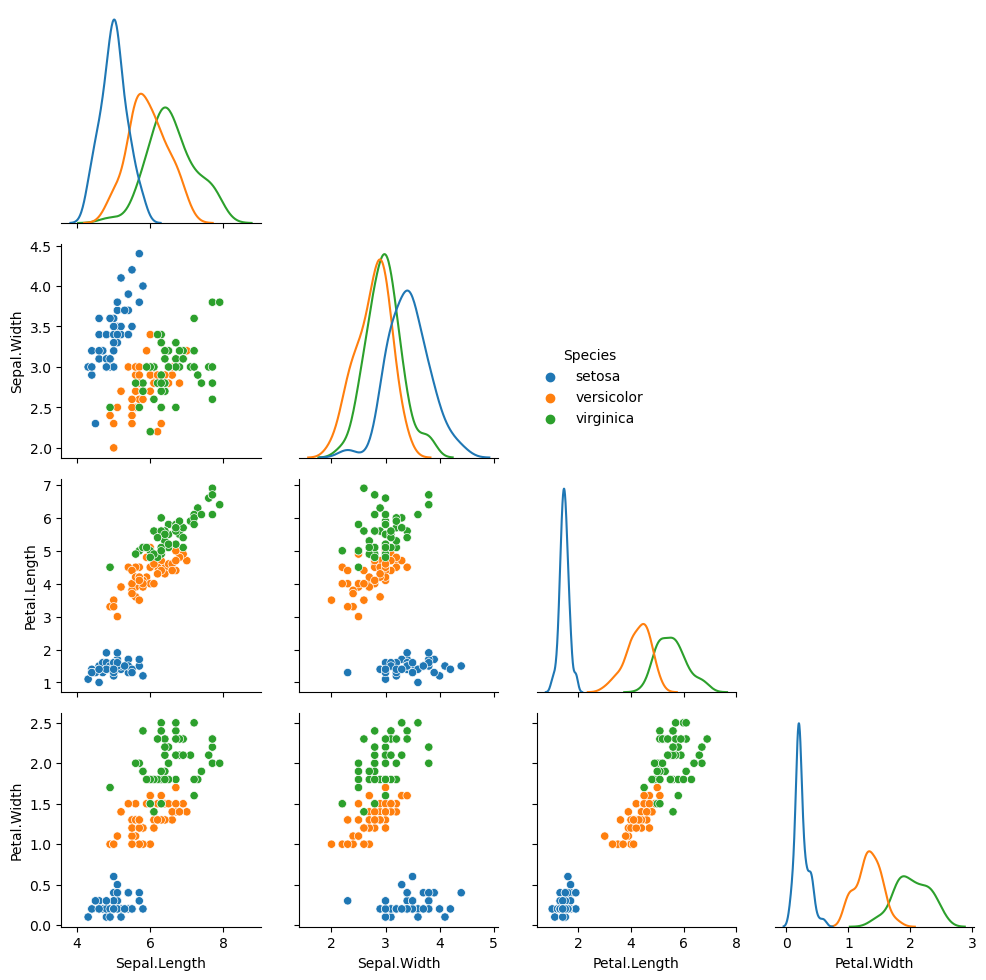 4.5
4.0
3.5
3.0
2.5
2.0
Sepal.Width
Species
setosa
versicolor
virginica
7
6
5
4
3
2
1
Petal.Length
2.5
2.0
1.5
1.0
0.5
0.0
Petal.Width
4 6 8
2 3 4 5
2 4 6 8
0 1 2 3
Sepal.Length Sepal.Width Petal.Length Petal.Width